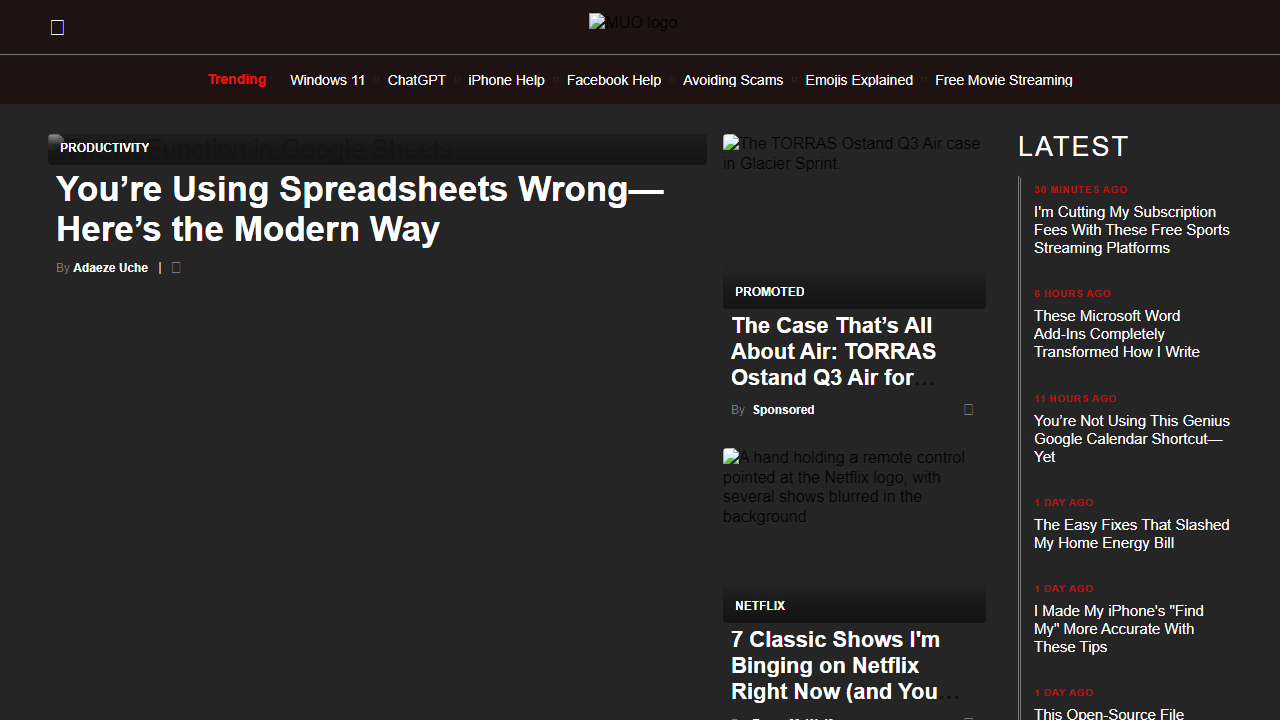 MUO logo
Trending
Windows 11
ChatGPT
iPhone Help
Facebook Help
Avoiding Scams
Emojis Explained
Free Movie Streaming
Function in Google Sheets
PRODUCTIVITY
You’re Using Spreadsheets Wrong—
Here’s the Modern Way
By Adaeze Uche |
The TORRAS Ostand Q3 Air case
in Glacier Sprint.
PROMOTED
The Case That’s All
About Air: TORRAS
Ostand Q3 Air for…
By Sponsored
A hand holding a remote control
pointed at the Netflix logo, with
several shows blurred in the
background
NETFLIX
7 Classic Shows I'm
Binging on Netflix
Right Now (and You…
LATEST
30 MINUTES AGO
I'm Cutting My Subscription
Fees With These Free Sports
Streaming Platforms
6 HOURS AGO
These Microsoft Word
Add-Ins Completely
Transformed How I Write
11 HOURS AGO
You’re Not Using This Genius
Google Calendar Shortcut—
Yet
1 DAY AGO
The Easy Fixes That Slashed
My Home Energy Bill
1 DAY AGO
I Made My iPhone's "Find
My" More Accurate With
These Tips
1 DAY AGO
This Open-Source File